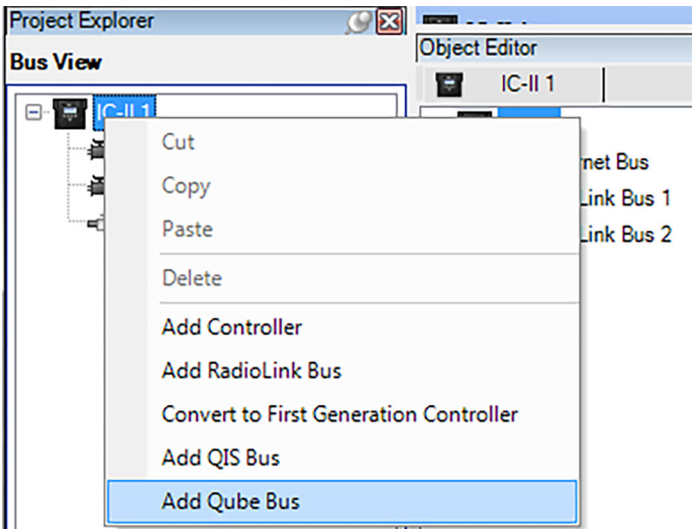 Project Explorer
Bus View
IC-II 1
Cut
Copy
Paste
Delete
Add Controller
Add RadioLink Bus
Convert to First Generation Controller
Add QIS Bus
Add Qube Bus
Object Editor
IC-II 1
Bus
Link Bus 1
Link Bus 2